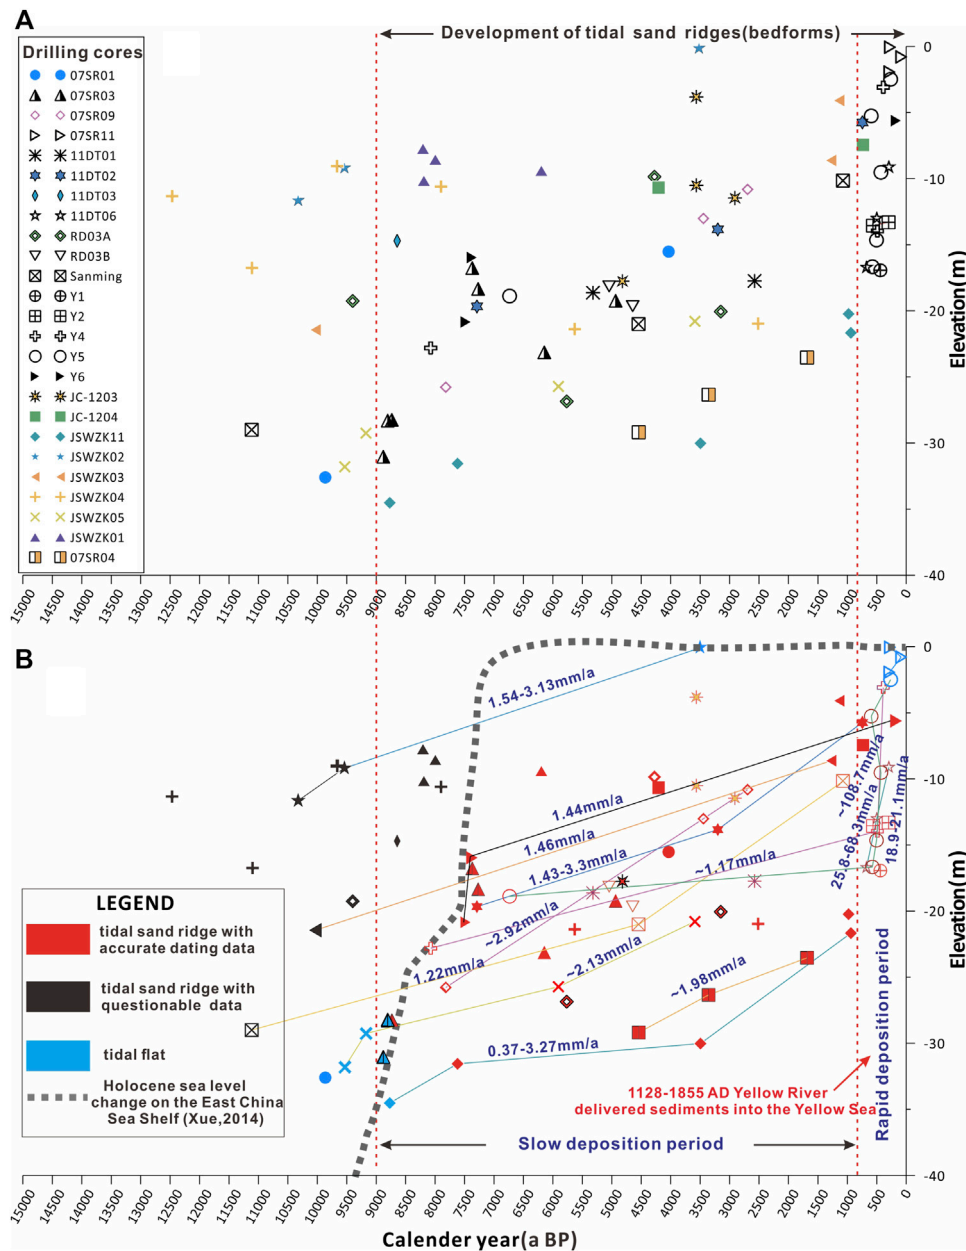 A
Development of tidal sand ridges(bedforms)
Drilling cores
07SR01
07SR03
07SR09
07SR11
11DT01
11DT02
11DT03
11DT06
RD03A
RD03B
Sanming
Y1
Y2
Y4
Y5
Y6
JC-1203
JC-1204
JSWZK11
JSWZK02
JSWZK03
JSWZK04
JSWZK05
JSWZK01
07SR04
0
-10
-20
-30
-40
Elevation(m)
15000 14500 14000 13500 13000 12500 12000 11500 11000 10500 10000 9500 9000 8500 8000 7500 7000 6500 6000 5500 5000 4500 4000 3500 3000 2500 2000 1500 1000 500 0
B
0
-10
-20
-30
-40
Elevation(m)
1.54-3.13mm/a
1.44mm/a
1.46mm/a
1.43-3.3mm/a
~1.17mm/a
~2.92mm/a
1.22mm/a
~2.13mm/a
~1.98mm/a
0.37-3.27mm/a
~108.7mm/a
25.8-68.3mm/a
18.9-21.1mm/a
Rapid deposition period
LEGEND
tidal sand ridge with
accurate dating data
tidal sand ridge with
questionable data
tidal flat
Holocene sea level
change on the East China
Sea Shelf (Xue,2014)
1128-1855 AD Yellow River
delivered sediments into the Yellow Sea
Slow deposition period
15000 14500 14000 13500 13000 12500 12000 11500 11000 10500 10000 9500 9000 8500 8000 7500 7000 6500 6000 5500 5000 4500 4000 3500 3000 2500 2000 1500 1000 500 0
Calender year(a BP)